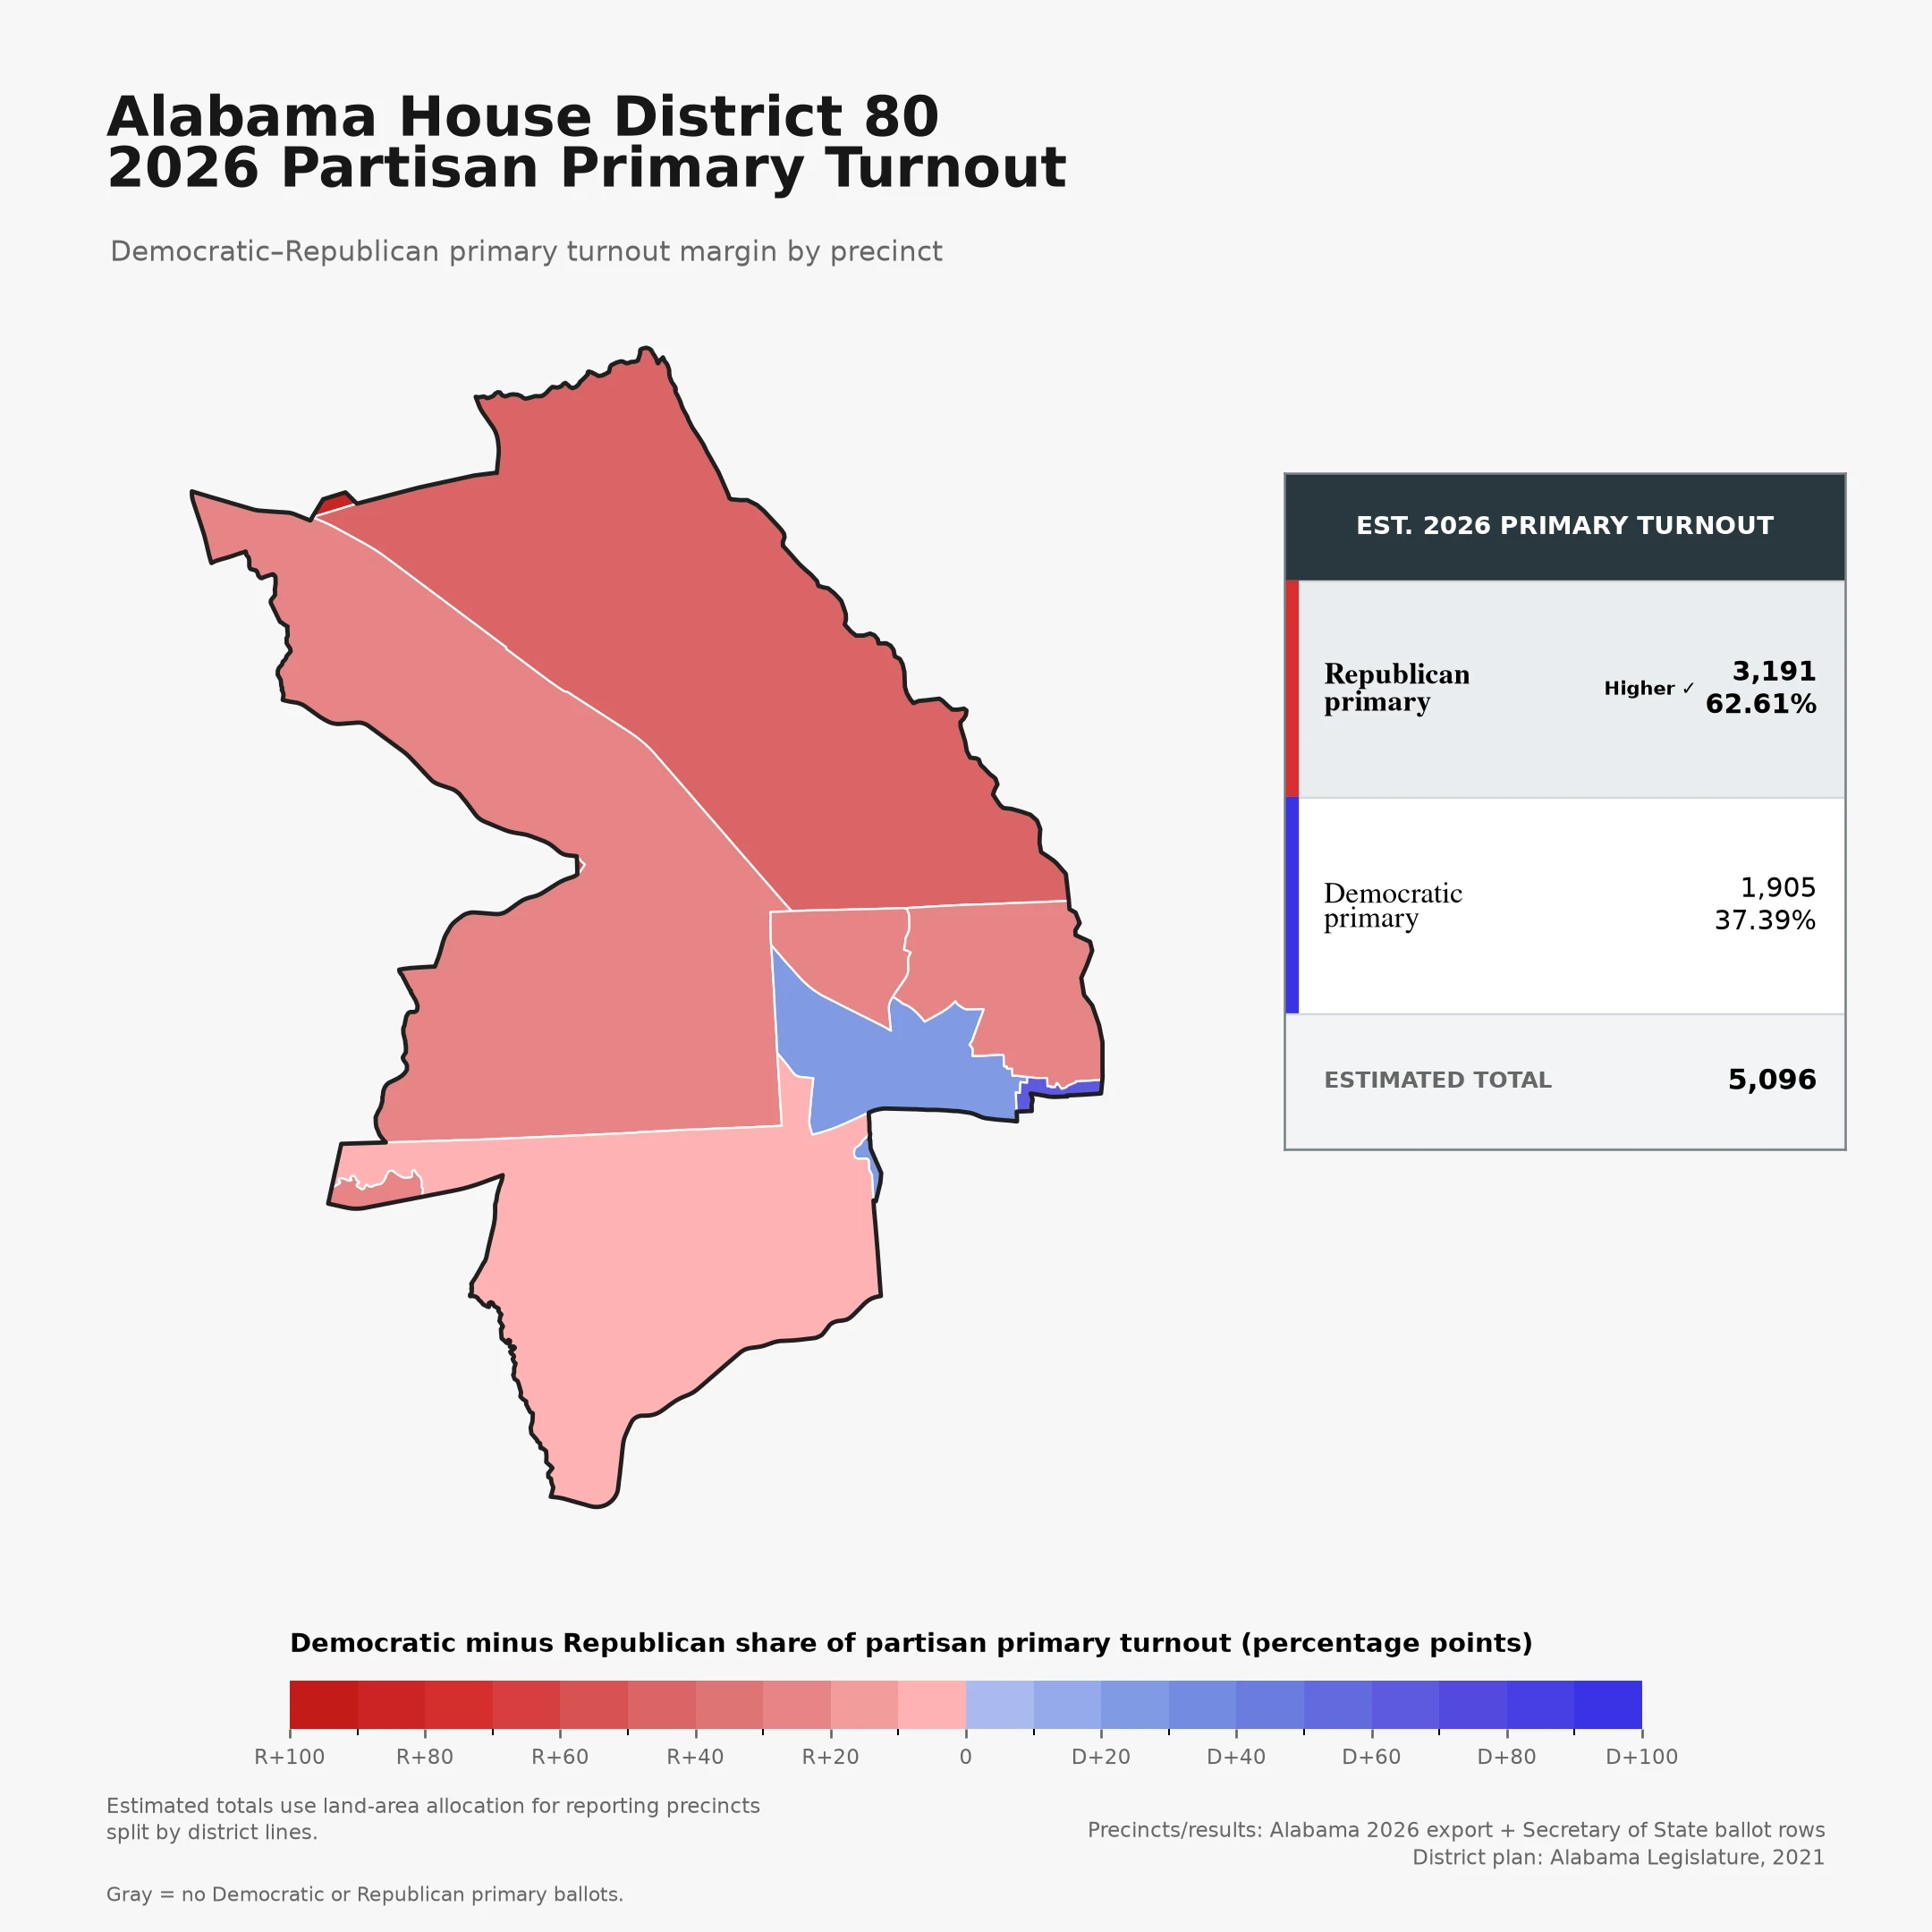 Alabama House District 80
2026 Partisan Primary Turnout
Democratic–Republican primary turnout margin by precinct
EST. 2026 PRIMARY TURNOUT
Republican
primary
Higher ✓
3,191
62.61%
Democratic
primary
1,905
37.39%
ESTIMATED TOTAL
5,096
Democratic minus Republican share of partisan primary turnout (percentage points)
R+100 R+80 R+60 R+40 R+20 0 D+20 D+40 D+60 D+80 D+100
Estimated totals use land-area allocation for reporting precincts
split by district lines.
Gray = no Democratic or Republican primary ballots.
Precincts/results: Alabama 2026 export + Secretary of State ballot rows
District plan: Alabama Legislature, 2021